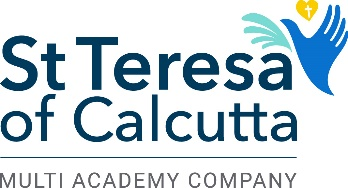 St Teresa
of Calcutta
MULTI ACADEMY COMPANY